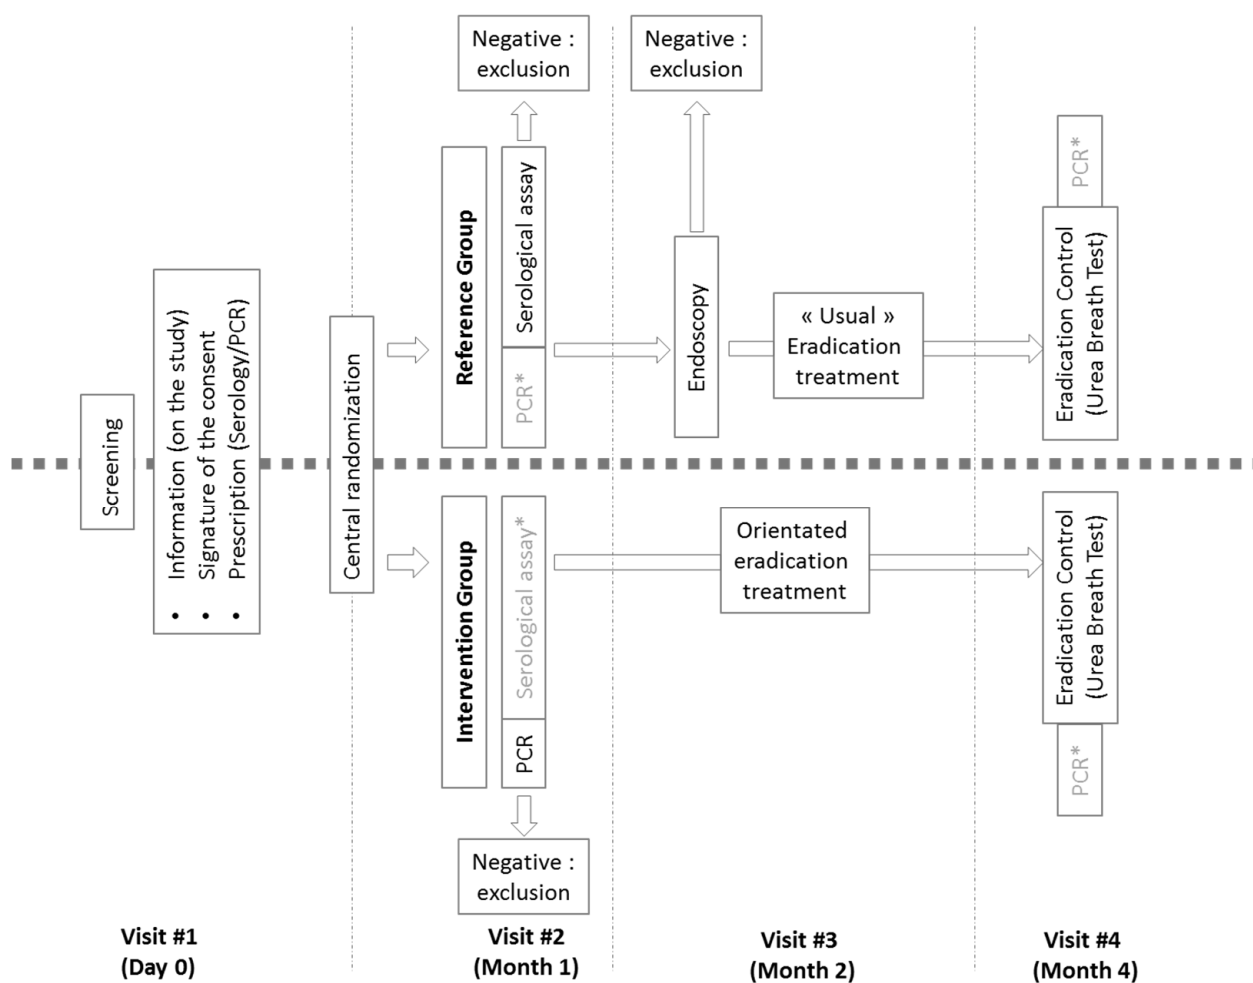 Negative :
exclusion
Negative :
exclusion
Screening
• Information (on the study)
• Signature of the consent
• Prescription (Serology/PCR)
Central randomization
Reference Group
Serological assay
PCR*
Endoscopy
« Usual »
Eradication
treatment
PCR*
Eradication Control
(Urea Breath Test)
Intervention Group
Serological assay*
PCR
Orientated
eradication
treatment
Eradication Control
(Urea Breath Test)
PCR*
Negative :
exclusion
Visit #1
(Day 0)
Visit #2
(Month 1)
Visit #3
(Month 2)
Visit #4
(Month 4)